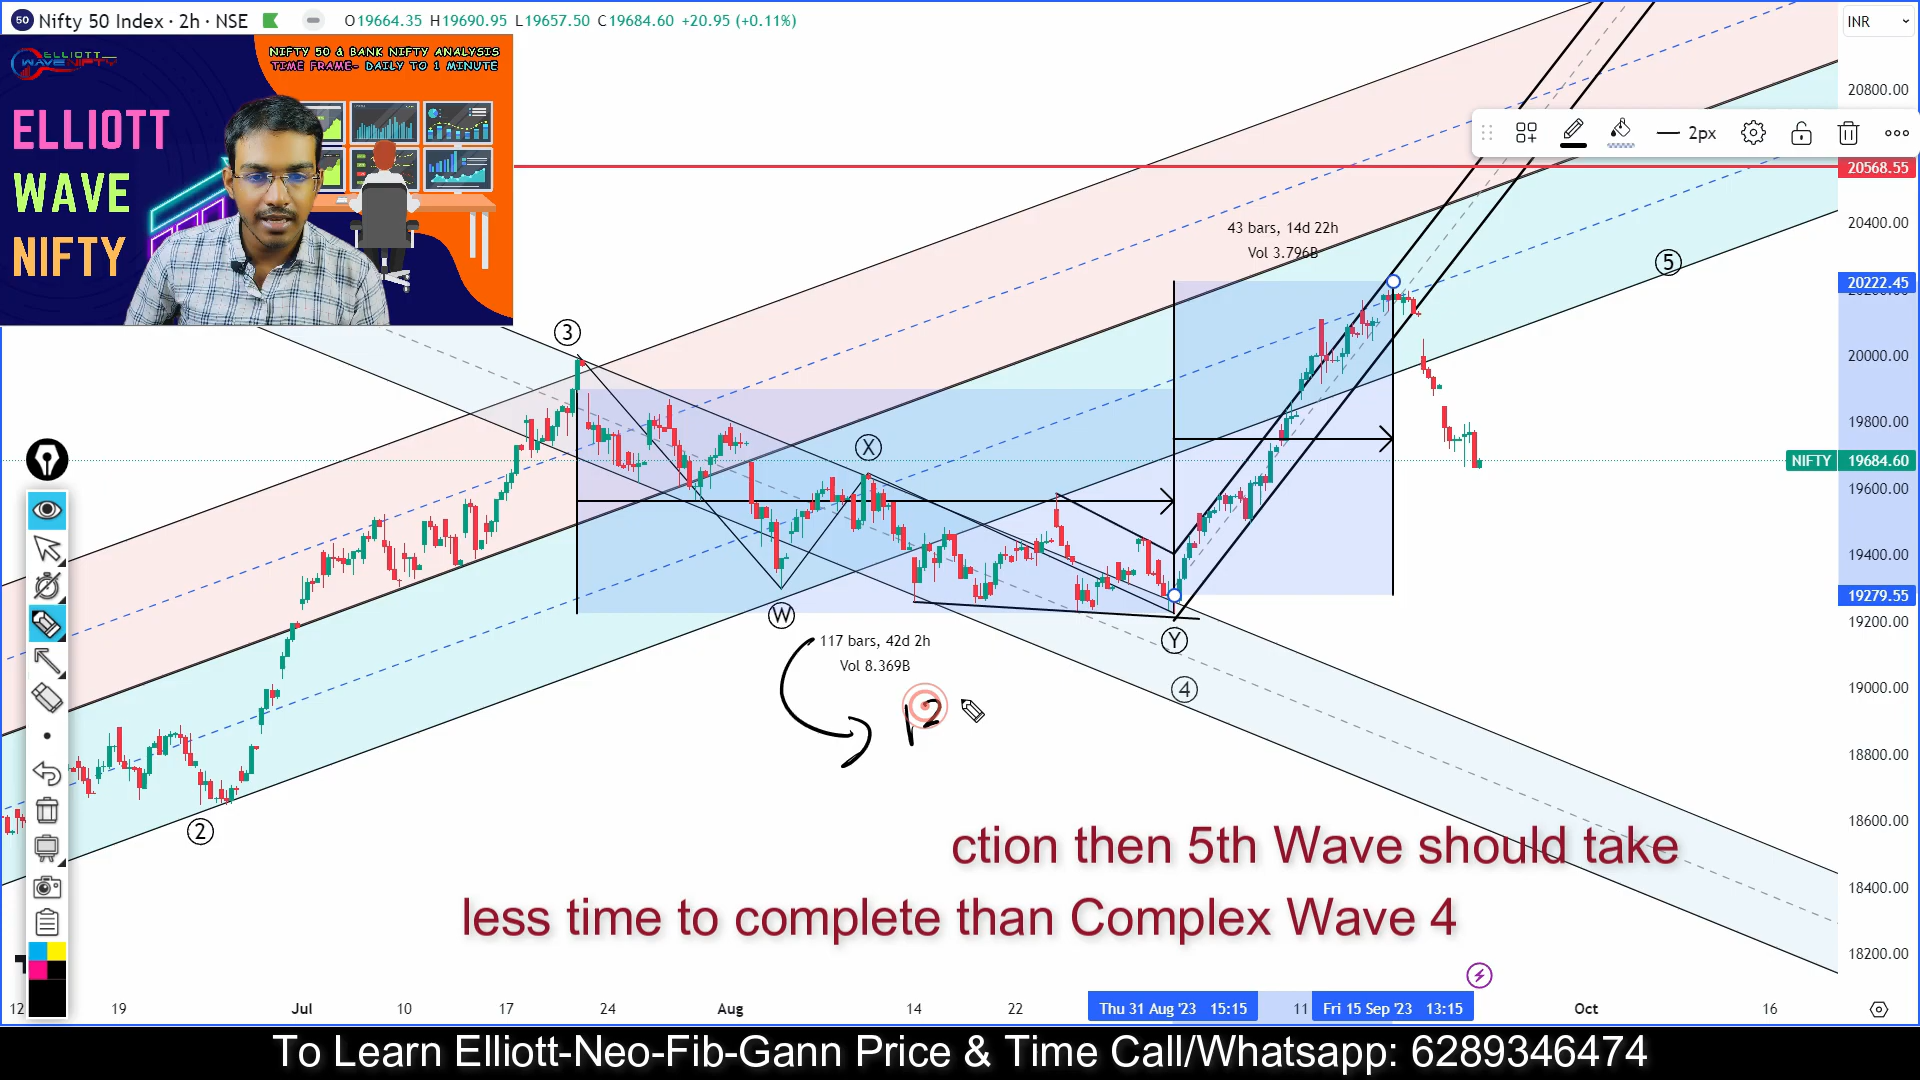 50 Nifty 50 Index · 2h · NSE O19664.35 H19690.95 L19657.50 C19684.60 +20.95 (+0.11%) INR
ELLIOTT
WAVE NIFTY
NIFTY 50 & BANK NIFTY ANALYSIS
TIME FRAME- DAILY TO 1 MINUTE
ELLIOTT
WAVE
NIFTY
2px
20800.00
20568.55
20400.00
20222.45
20000.00
19800.00
NIFTY 19684.60
19600.00
19400.00
19279.55
19200.00
19000.00
18800.00
18600.00
18400.00
18200.00
43 bars, 14d 22h
Vol 3.796B
5
3
X
W
117 bars, 42d 2h
Vol 8.369B
Y
4
2
12
ction then 5th Wave should take
less time to complete than Complex Wave 4
12 19 Jul 10 17 24 Aug 14 22 Thu 31 Aug '23 15:15 11 Fri 15 Sep '23 13:15 Oct 16
To Learn Elliott-Neo-Fib-Gann Price & Time Call/Whatsapp: 6289346474